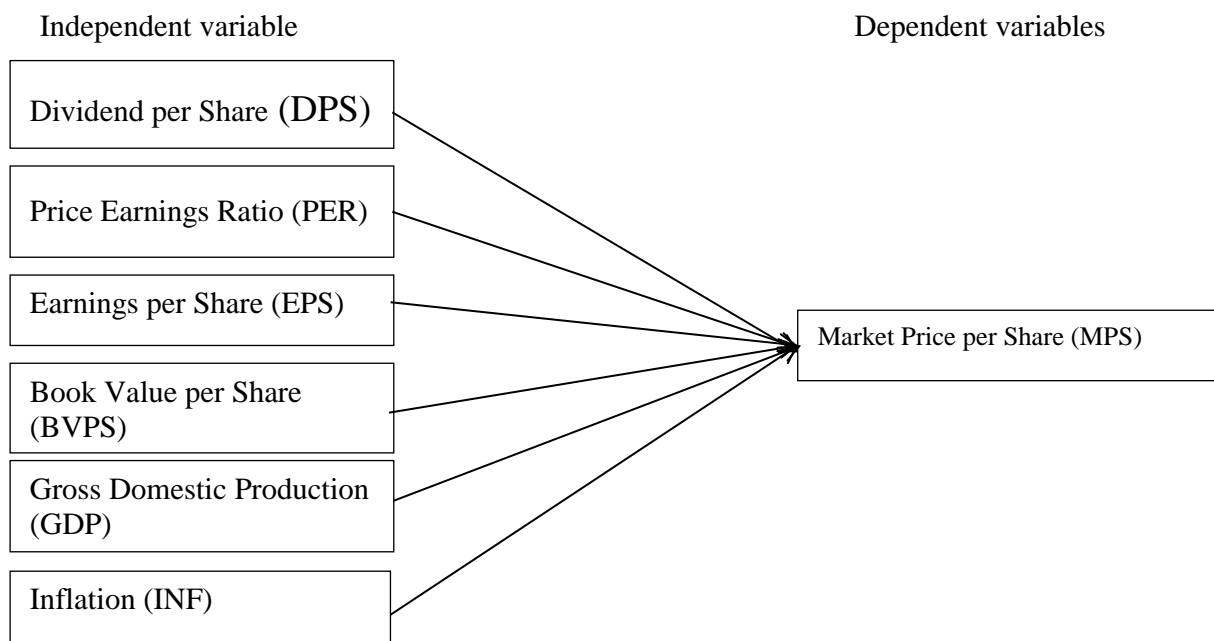 Independent variable
Dependent variables
Dividend per Share (DPS)
Price Earnings Ratio (PER)
Earnings per Share (EPS)
Market Price per Share (MPS)
Book Value per Share
(BVPS)
Gross Domestic Production
(GDP)
Inflation (INF)